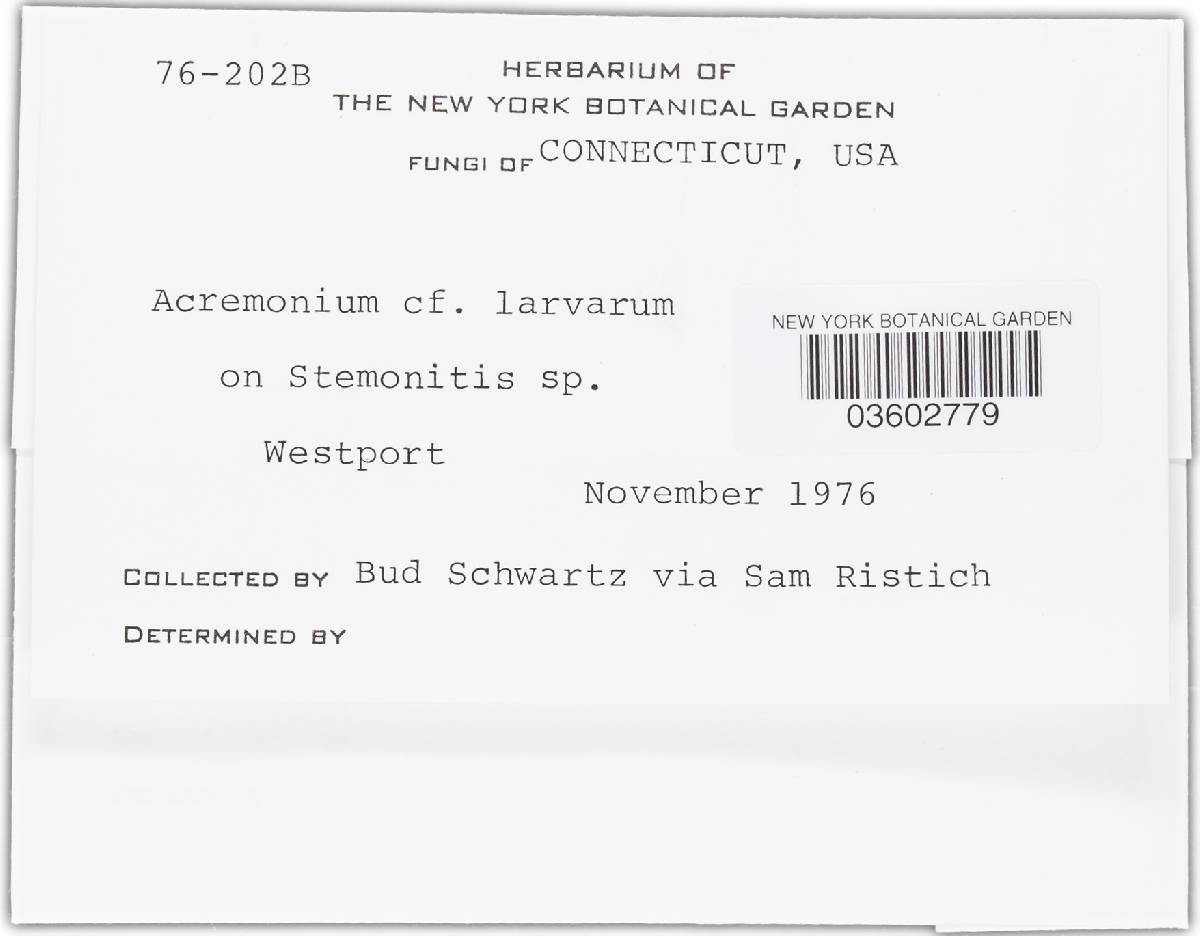 76-202B
HERBARIUM OF
THE NEW YORK BOTANICAL GARDEN
FUNGI OF CONNECTICUT, USA
Acremonium cf. larvarum
on Stemonitis sp.
Westport
November 1976
COLLECTED BY Bud Schwartz via Sam Ristich
DETERMINED BY
NEW YORK BOTANICAL GARDEN
03602779